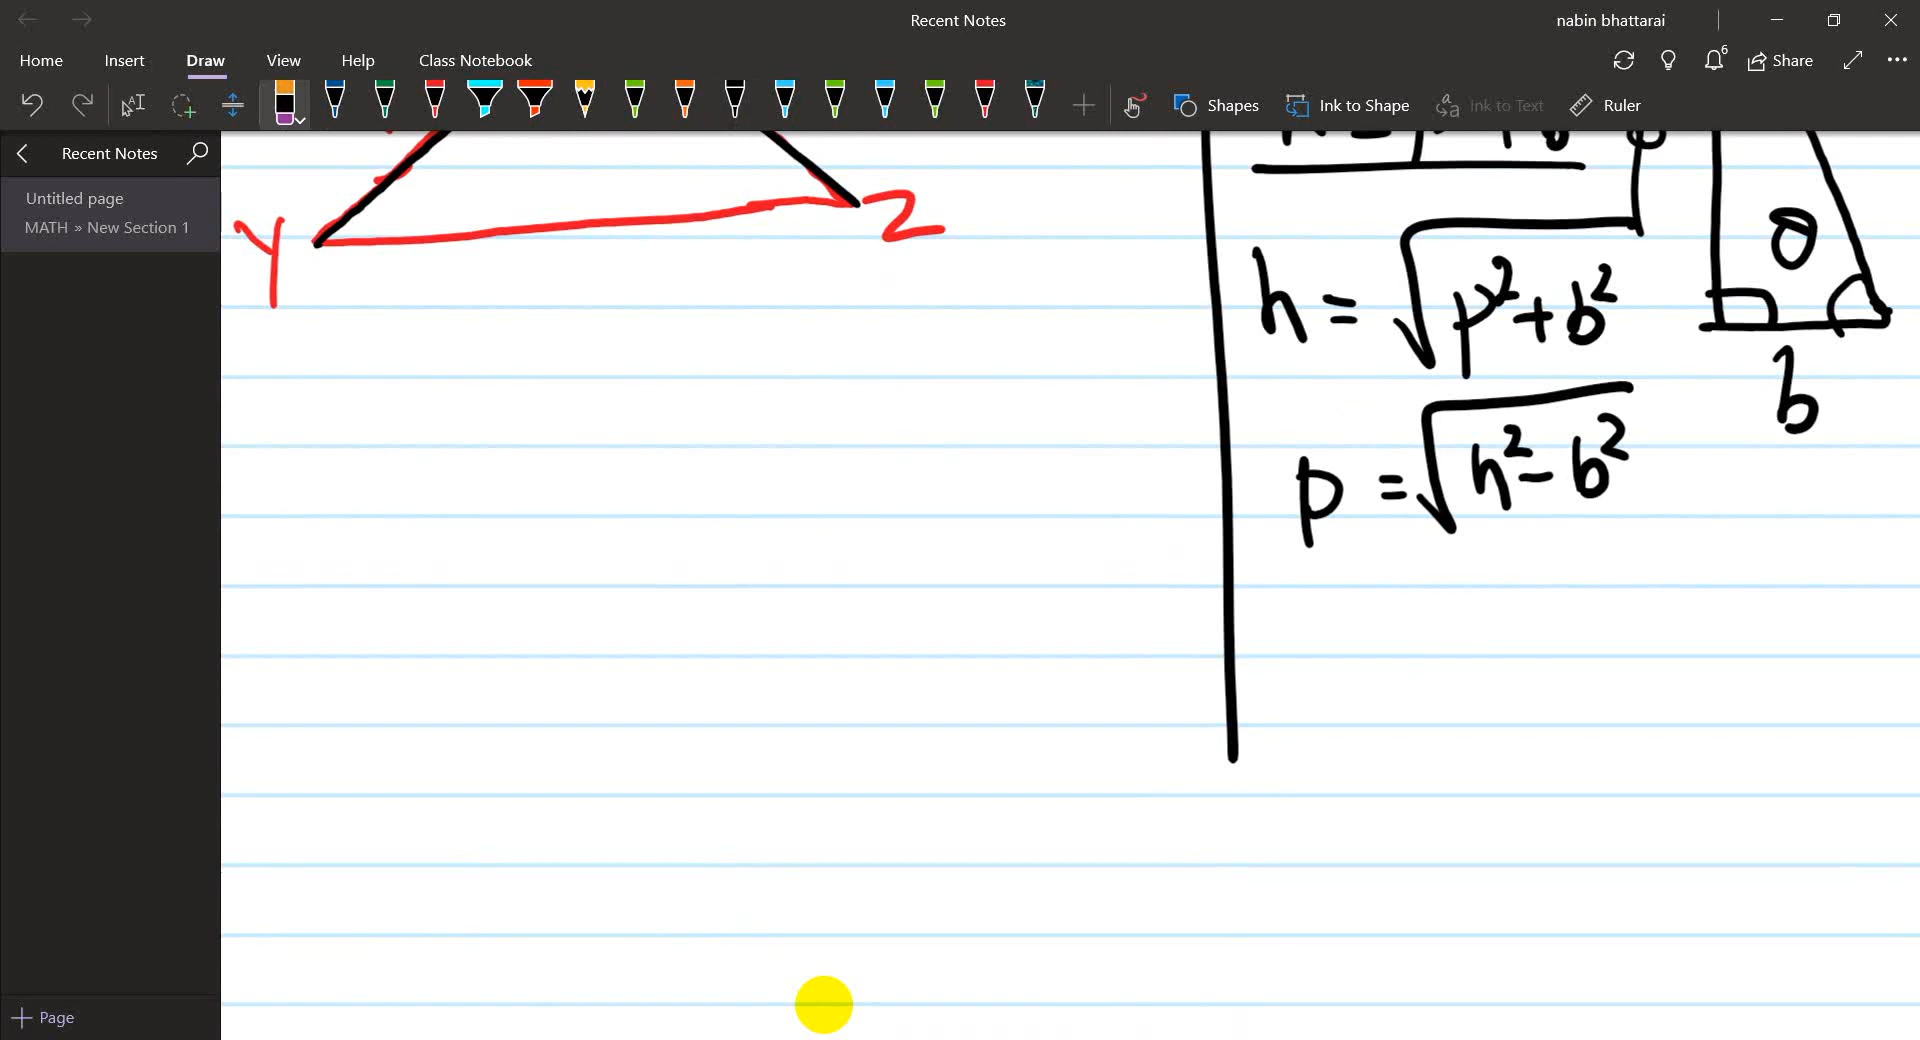 Recent Notes
nabin bhattarai
Home Insert Draw View Help Class Notebook
6
Share
Shapes
Ink to Shape
Ink to Text
Ruler
Recent Notes
Untitled page
MATH » New Section 1
Y
Z
h = √p²+b²
θ
b
p = √h²-b²
+ Page